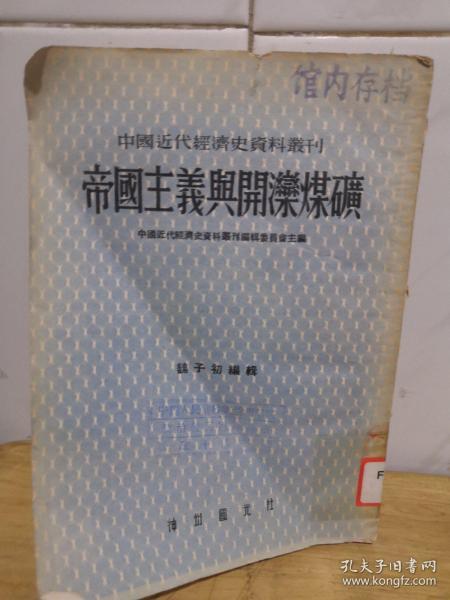 馆内存档
中國近代經濟史資料叢刊
帝國主義與開灤煤礦
中國近代經濟史資料叢刊編輯委員會主編
魏子初編輯
神州國光社
F
孔夫子旧书网
www.kongfz.com